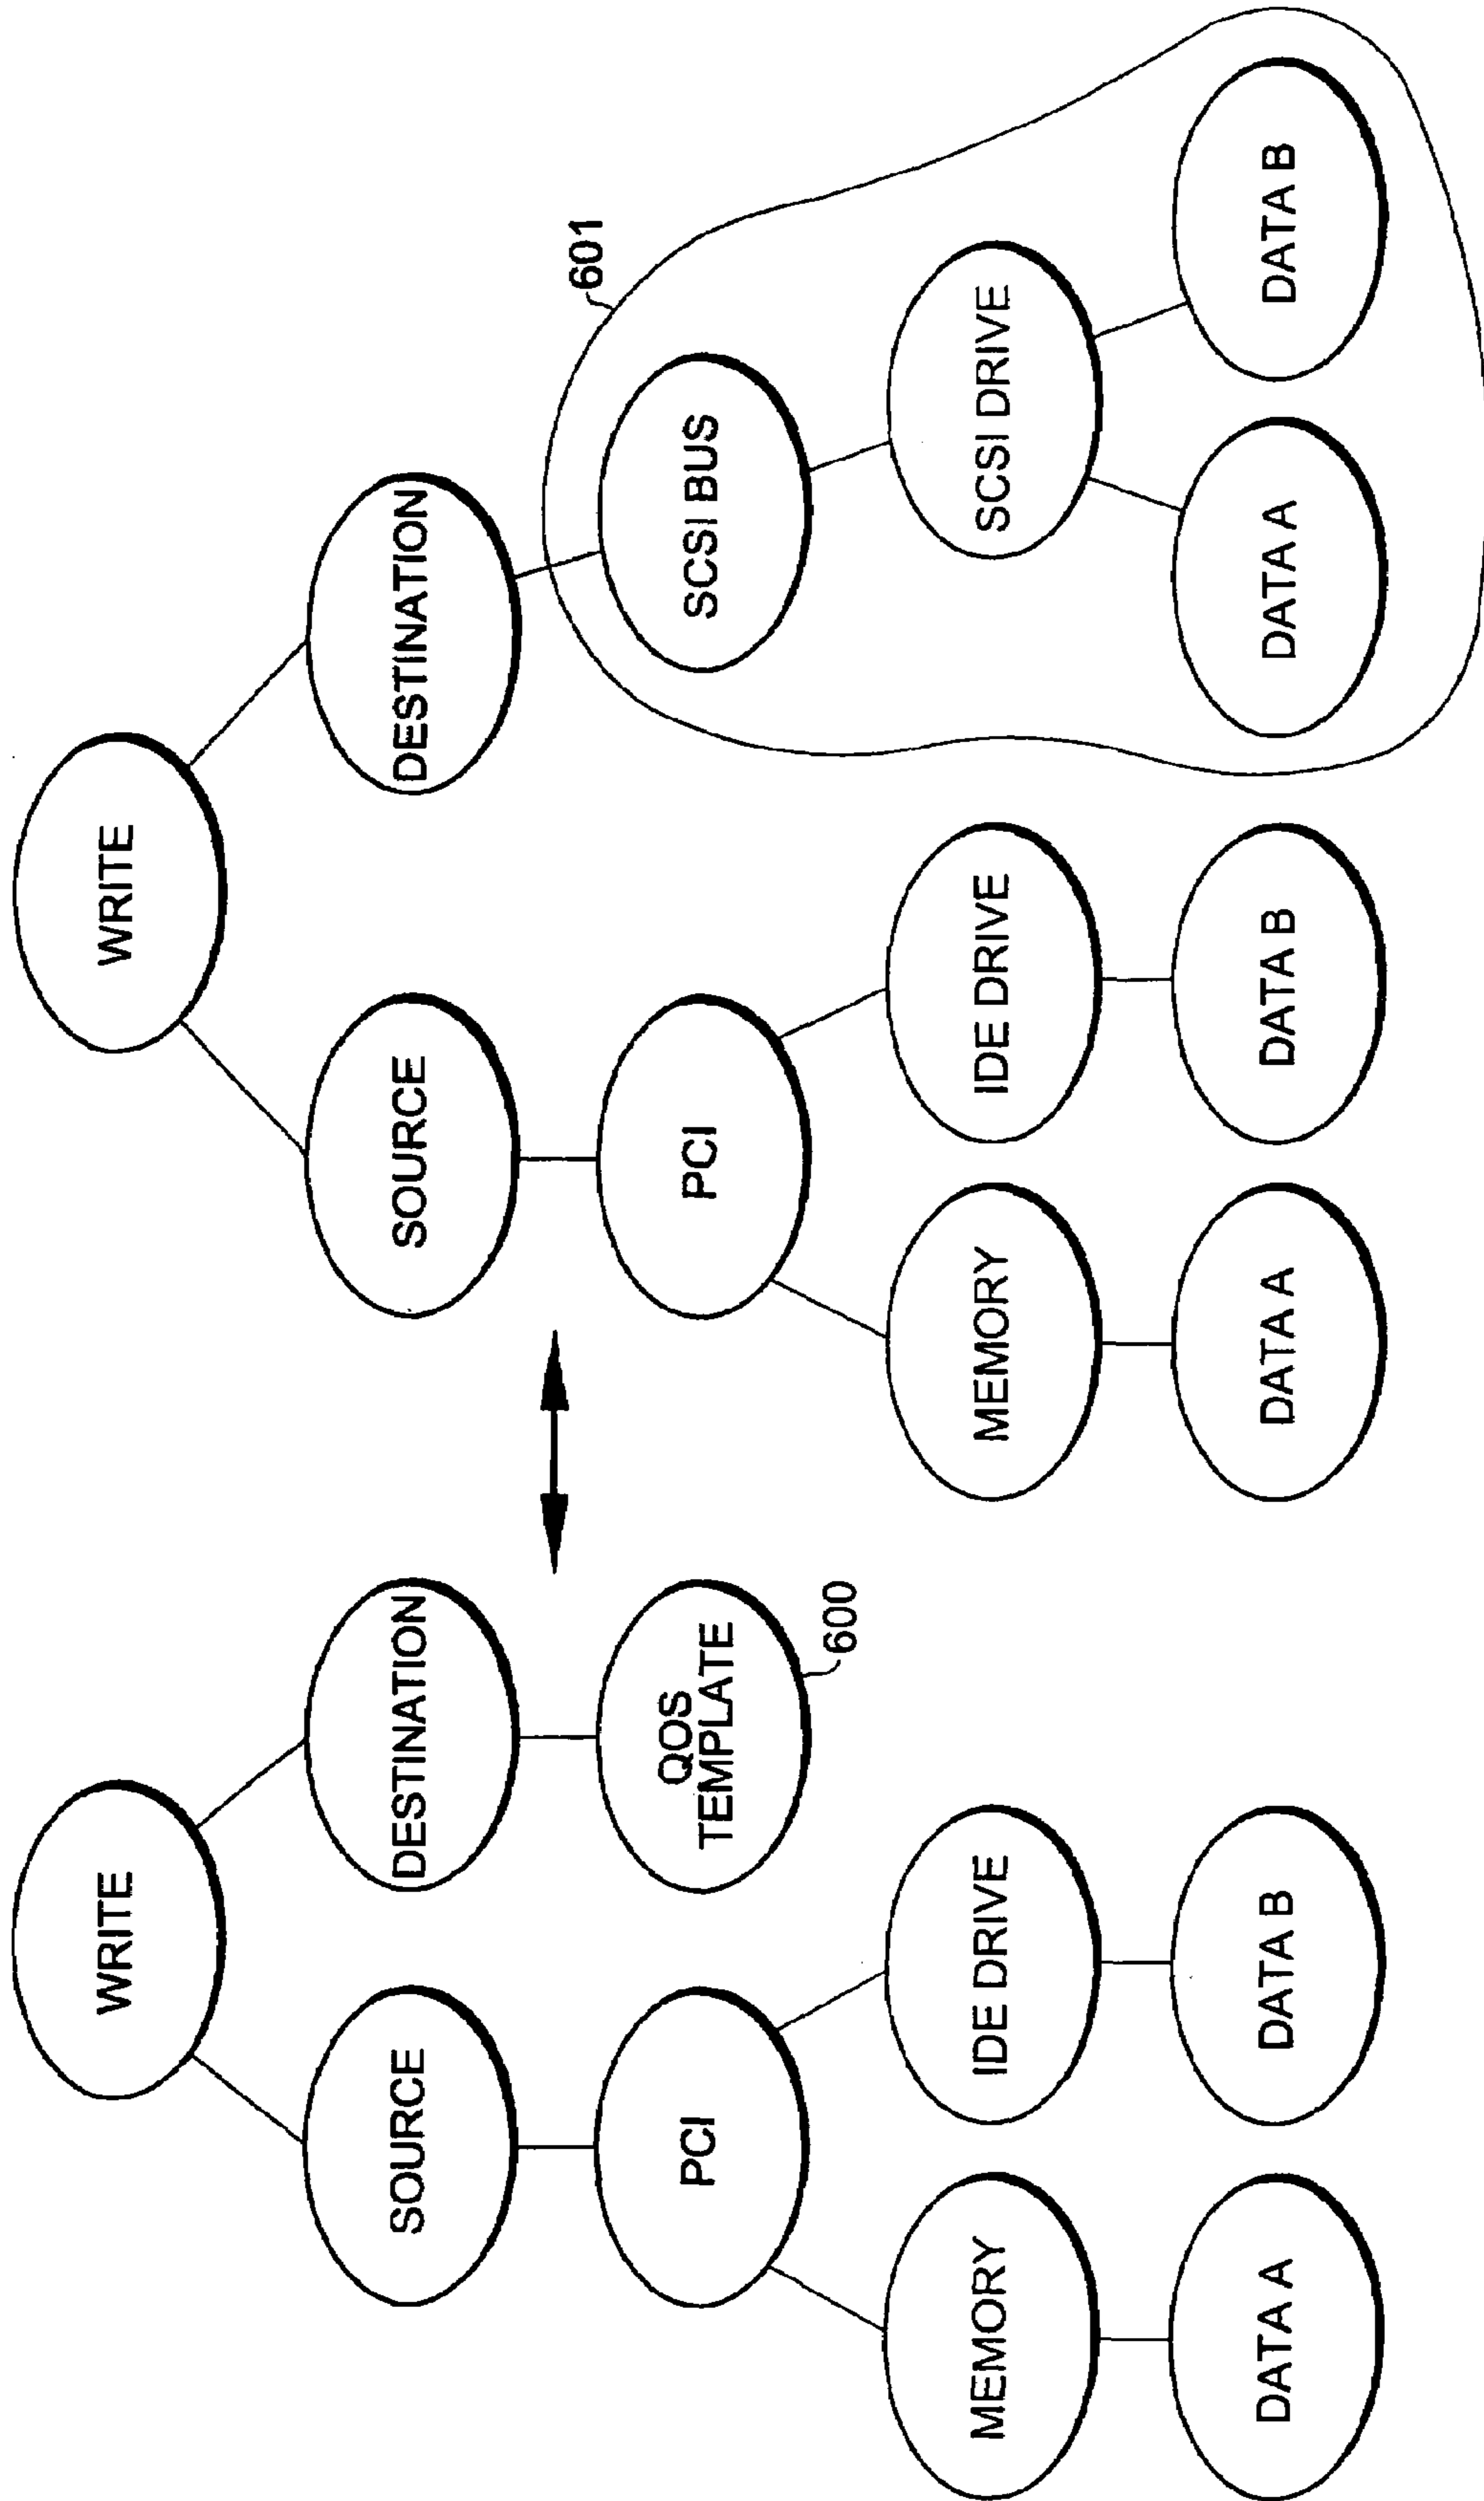 WRITE
SOURCE
DESTINATION
PCI
QOS
TEMPLATE
600
MEMORY
IDE DRIVE
DATA A
DATA B
WRITE
SOURCE
DESTINATION
601
PCI
SCSI BUS
MEMORY
IDE DRIVE
SCSI DRIVE
DATA A
DATA B
DATA A
DATA B